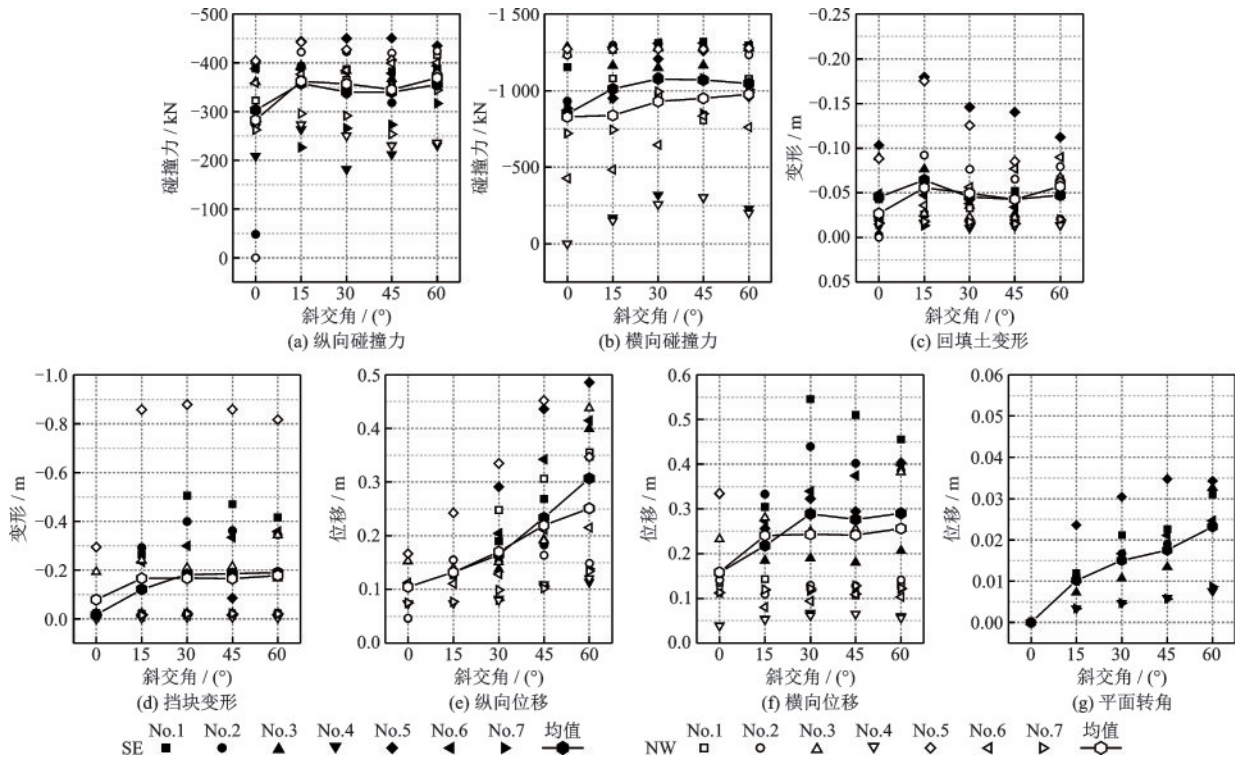 -500
-400
-300
-200
-100
0
碰撞力 / kN
0 15 30 45 60
斜交角 / (°)
(a) 纵向碰撞力
-1 500
-1 000
-500
0
碰撞力 / kN
0 15 30 45 60
斜交角 / (°)
(b) 横向碰撞力
-0.25
-0.20
-0.15
-0.10
-0.05
0.00
0.05
变形 / m
0 15 30 45 60
斜交角 / (°)
(c) 回填土变形
-1.0
-0.8
-0.6
-0.4
-0.2
0.0
变形 / m
0 15 30 45 60
斜交角 / (°)
(d) 挡块变形
0.5
0.4
0.3
0.2
0.1
0.0
位移 / m
0 15 30 45 60
斜交角 / (°)
(e) 纵向位移
0.6
0.5
0.4
0.3
0.2
0.1
0.0
位移 / m
0 15 30 45 60
斜交角 / (°)
(f) 横向位移
0.06
0.05
0.04
0.03
0.02
0.01
0.00
位移 / m
0 15 30 45 60
斜交角 / (°)
(g) 平面转角
No.1 No.2 No.3 No.4 No.5 No.6 No.7 均值
SE
No.1 No.2 No.3 No.4 No.5 No.6 No.7 均值
NW